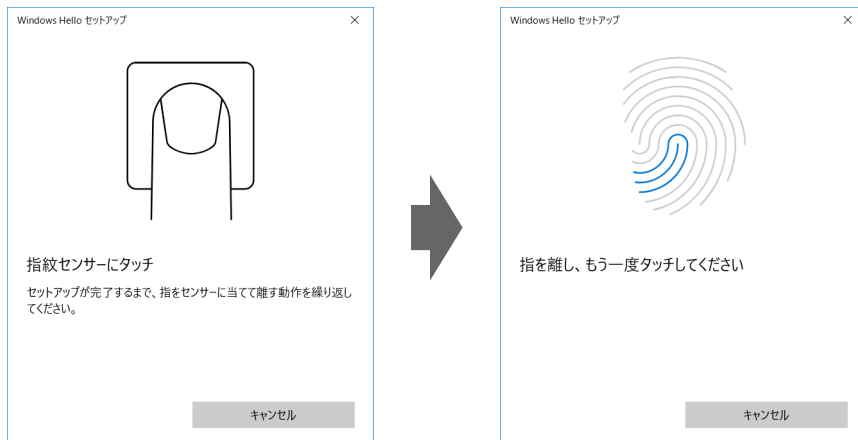 Windows Hello セットアップ
指紋センサーにタッチ
セットアップが完了するまで、指をセンサーに当てて離す動作を繰り返し
てください。
キャンセル
Windows Hello セットアップ
指を離し、もう一度タッチしてください
キャンセル